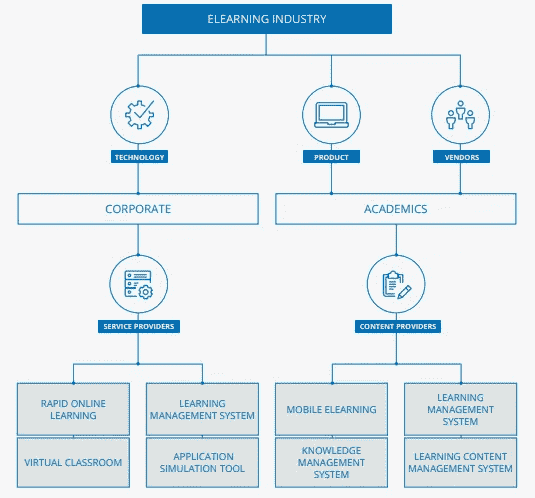 ELEARNING INDUSTRY
TECHNOLOGY
PRODUCT
VENDORS
CORPORATE
ACADEMICS
SERVICE PROVIDERS
CONTENT PROVIDERS
RAPID ONLINE
LEARNING
LEARNING
MANAGEMENT SYSTEM
MOBILE ELEARNING
LEARNING
MANAGEMENT
SYSTEM
VIRTUAL CLASSROOM
APPLICATION
SIMULATION TOOL
KNOWLEDGE
MANAGEMENT
SYSTEM
LEARNING CONTENT
MANAGEMENT SYSTEM